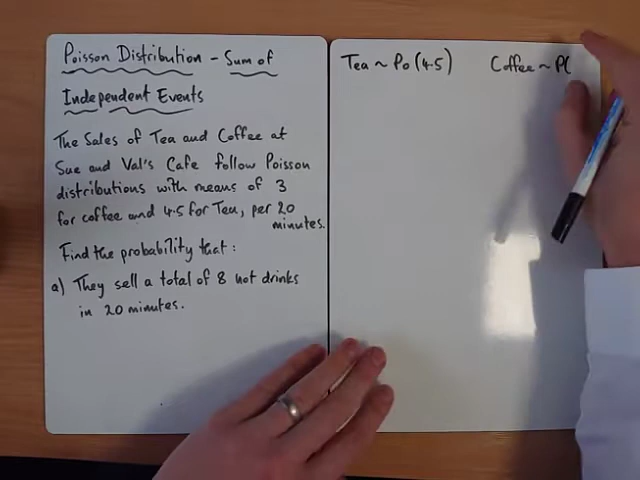 Poisson Distribution - Sum of
Independent Events
The Sales of Tea and Coffee at
Sue and Val's Cafe follow Poisson
distributions with means of 3
for coffee and 4.5 for Tea, per 20
minutes.
Find the probability that:
a) They sell a total of 8 hot drinks
in 20 minutes.
Tea ~ Po (4.5)
Coffee ~ P(